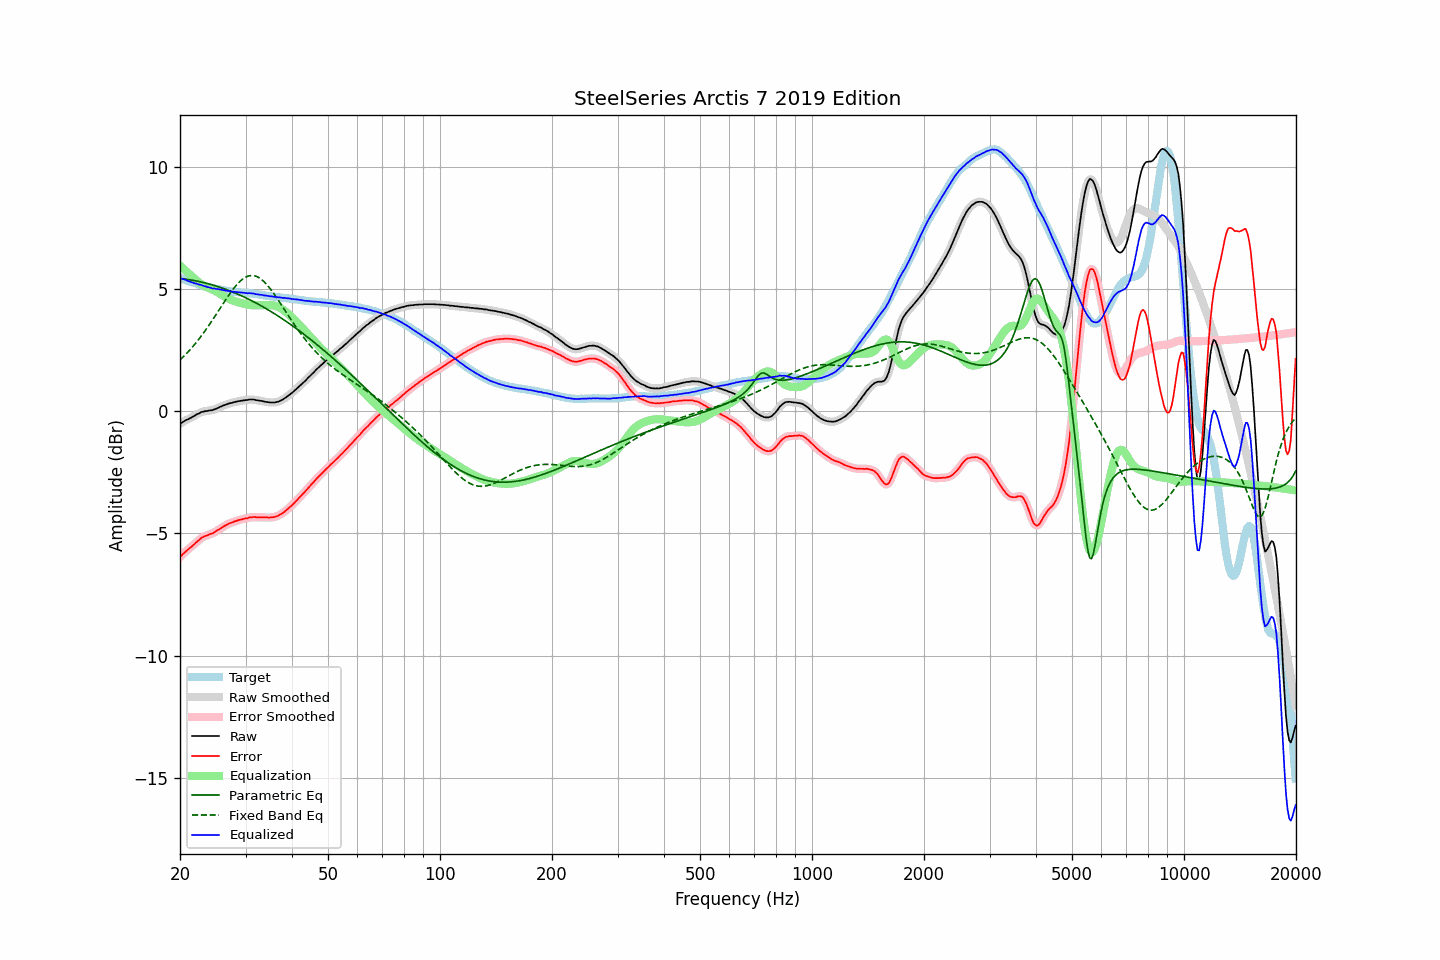 SteelSeries Arctis 7 2019 Edition
10
5
0
−5
−10
−15
Amplitude (dBr)
Target
Raw Smoothed
Error Smoothed
Raw
Error
Equalization
Parametric Eq
Fixed Band Eq
Equalized
20 50 100 200 500 1000 2000 5000 10000 20000
Frequency (Hz)